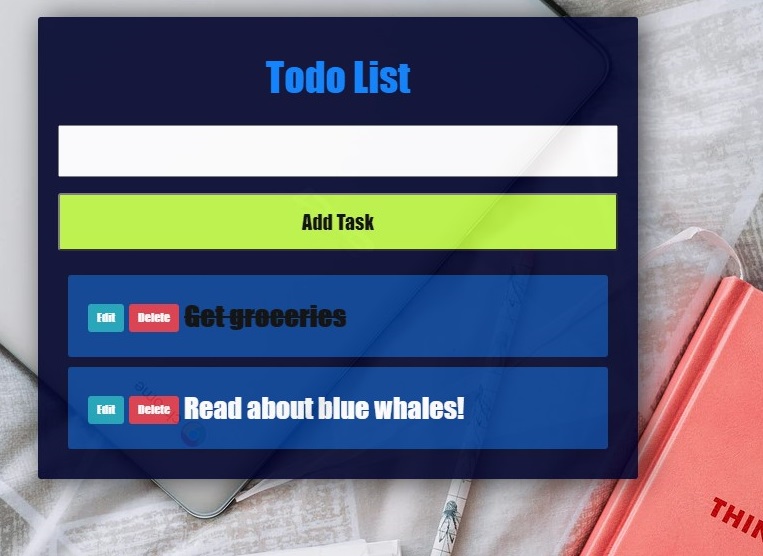 Todo List
Add Task
Edit Delete Get groceries
Edit Delete Read about blue whales!
THIN